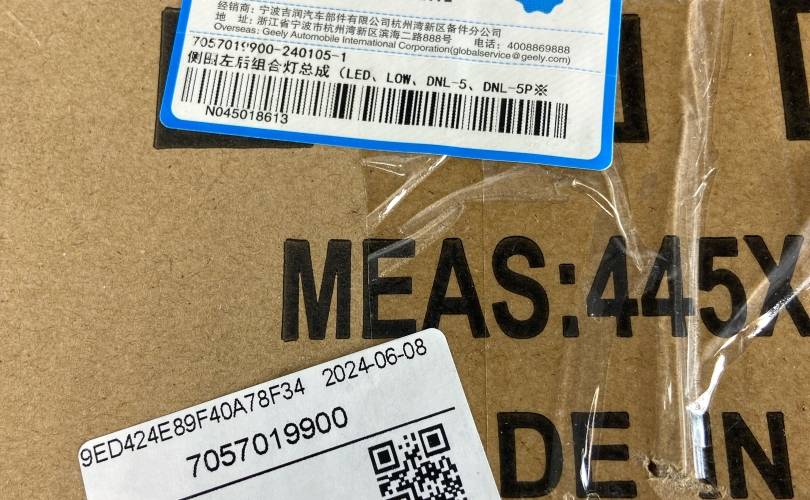 经销商：宁波吉润汽车部件有限公司杭州湾新区备件分公司
地　址：浙江省宁波市杭州湾新区滨海二路888号　　电话：4008869888
Overseas: Geely Automobile International Corporation(globalservice@geely.com)
7057019900-240105-1
侧围左后组合灯总成（LED、LOW、DNL-5、DNL-5P※
N045018613
MEAS:445X
9ED424E89F40A78F34 2024-06-08
7057019900
DE IN